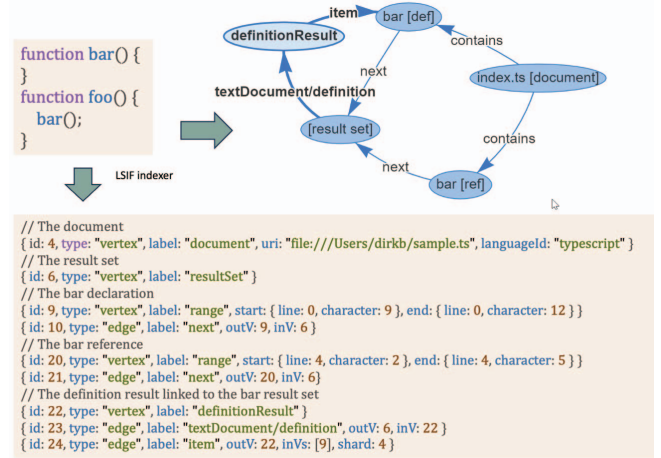 item
bar [def]
definitionResult
function bar() {
}
function foo() {
bar();
}
contains
next
index.ts [document]
textDocument/definition
[result set]
contains
next
bar [ref]
LSIF indexer
// The document
{ id: 4, type: "vertex", label: "document", uri: "file:///Users/dirkb/sample.ts", languageId: "typescript" }
// The result set
{ id: 6, type: "vertex", label: "resultSet" }
// The bar declaration
{ id: 9, type: "vertex", label: "range", start: { line: 0, character: 9 }, end: { line: 0, character: 12 } }
{ id: 10, type: "edge", label: "next", outV: 9, inV: 6 }
// The bar reference
{ id: 20, type: "vertex", label: "range", start: { line: 4, character: 2 }, end: { line: 4, character: 5 } }
{ id: 21, type: "edge", label: "next", outV: 20, inV: 6}
// The definition result linked to the bar result set
{ id: 22, type: "vertex", label: "definitionResult" }
{ id: 23, type: "edge", label: "textDocument/definition", outV: 6, inV: 22 }
{ id: 24, type: "edge", label: "item", outV: 22, inVs: [9], shard: 4 }